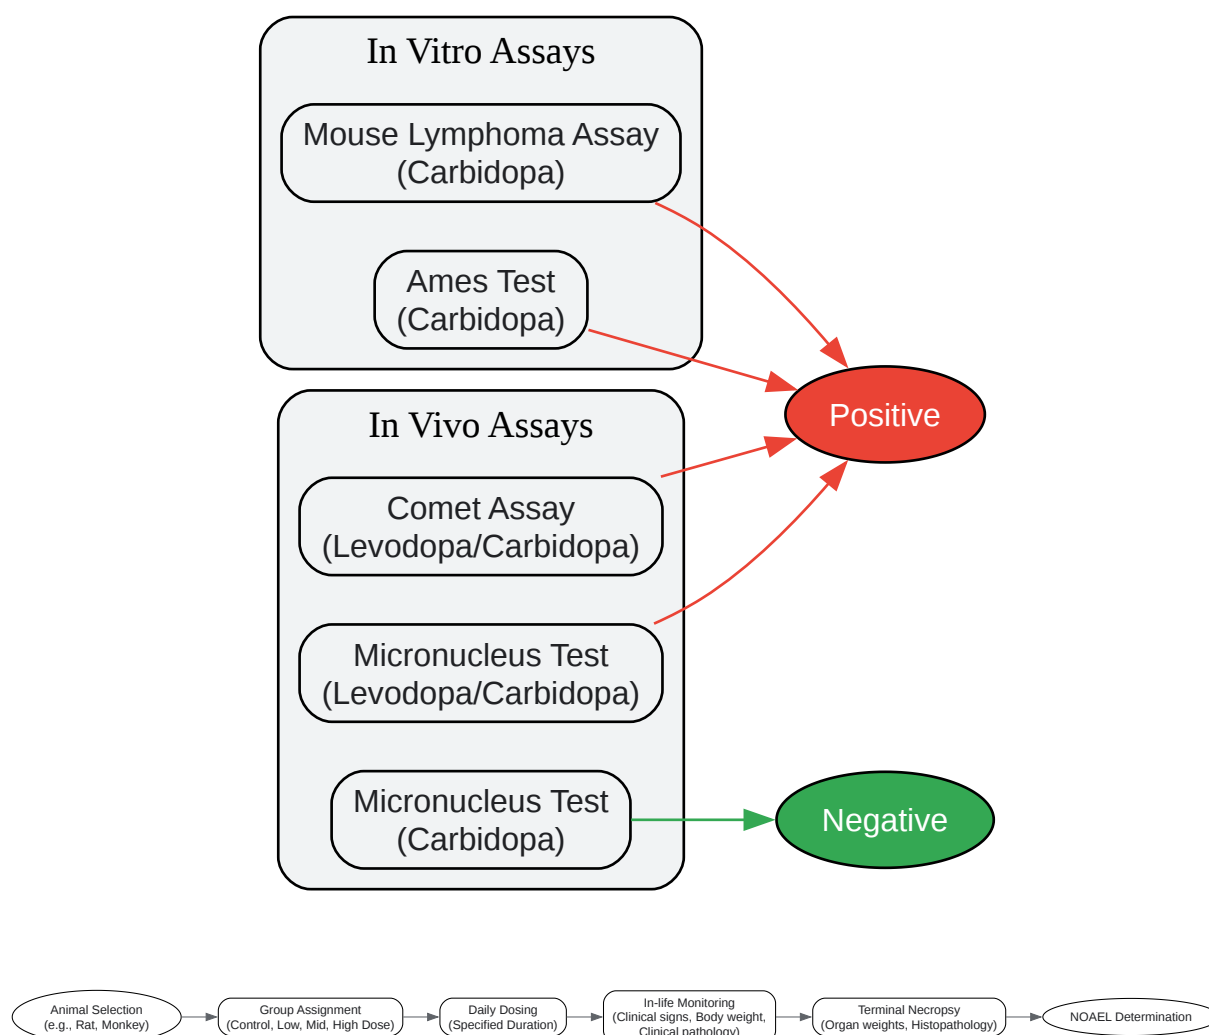 In Vitro Assays
Mouse Lymphoma Assay
(Carbidopa)
Ames Test
(Carbidopa)
Positive
In Vivo Assays
Comet Assay
(Levodopa/Carbidopa)
Micronucleus Test
(Levodopa/Carbidopa)
Micronucleus Test
(Carbidopa)
Negative
Animal Selection
(e.g., Rat, Monkey)
Group Assignment
(Control, Low, Mid, High Dose)
Daily Dosing
(Specified Duration)
In-life Monitoring
(Clinical signs, Body weight,
Clinical pathology)
Terminal Necropsy
(Organ weights, Histopathology)
NOAEL Determination